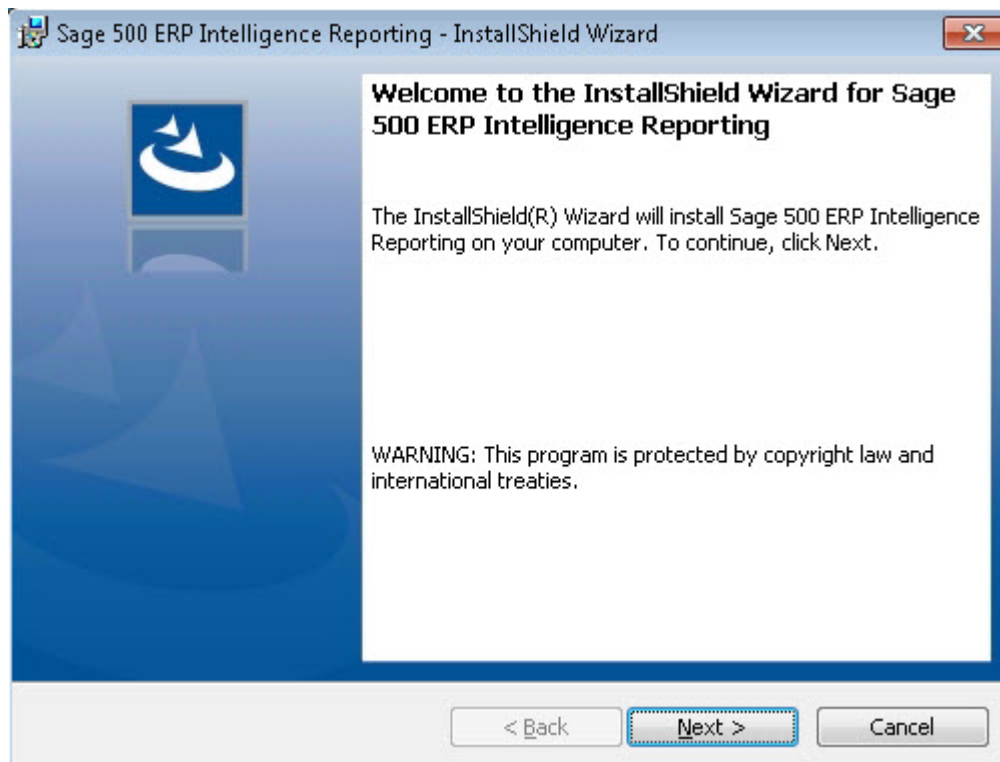 Sage 500 ERP Intelligence Reporting - InstallShield Wizard
Welcome to the InstallShield Wizard for Sage
500 ERP Intelligence Reporting
The InstallShield(R) Wizard will install Sage 500 ERP Intelligence
Reporting on your computer. To continue, click Next.
WARNING: This program is protected by copyright law and
international treaties.
< Back
Next >
Cancel